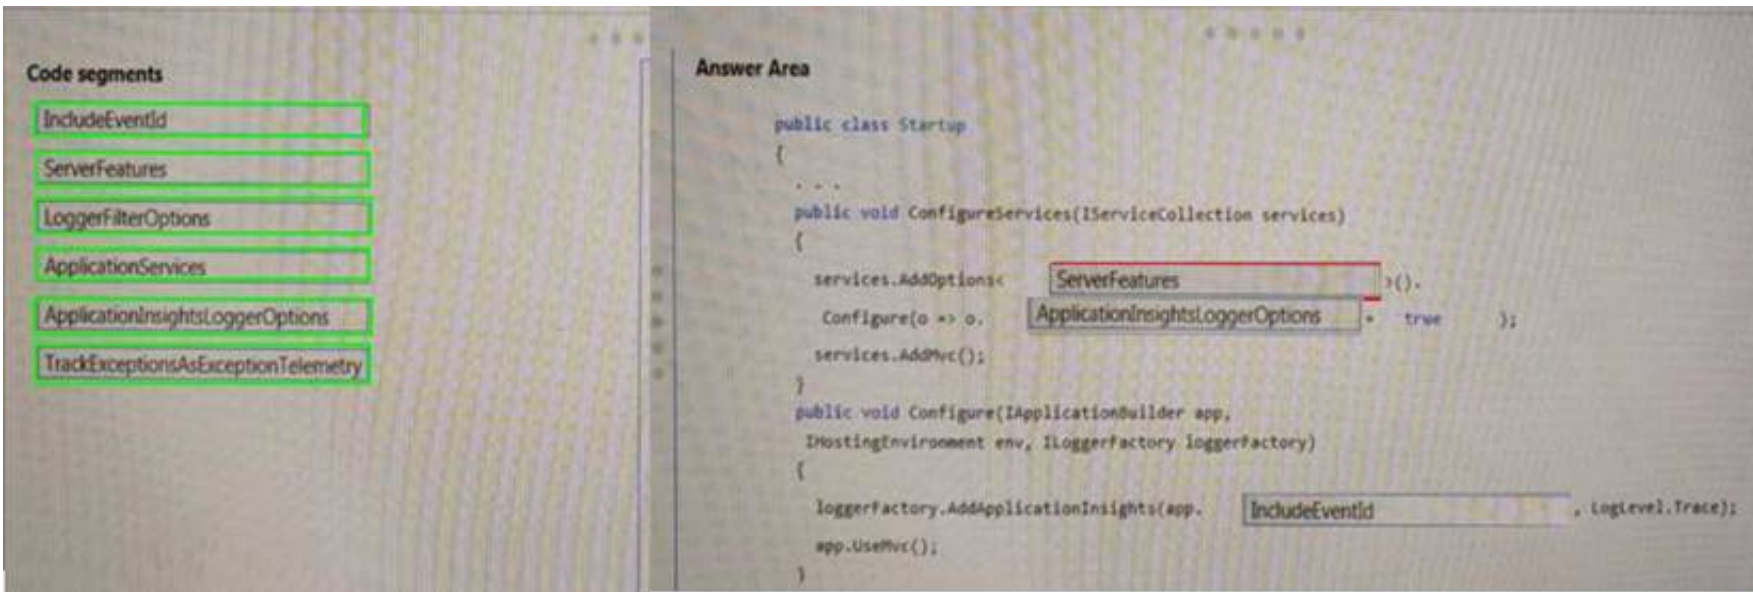 Code segments
IncludeEventId
ServerFeatures
LoggerFilterOptions
ApplicationServices
ApplicationInsightsLoggerOptions
TrackExceptionsAsExceptionTelemetry
Answer Area
public class Startup
{
. . .
public void ConfigureServices(IServiceCollection services)
{
services.AddOptions< ServerFeatures >().
Configure(o => o. ApplicationInsightsLoggerOptions = true );
services.AddMvc();
}
public void Configure(IApplicationBuilder app,
IHostingEnvironment env, ILoggerFactory loggerFactory)
{
loggerFactory.AddApplicationInsights(app. IncludeEventId , LogLevel.Trace);
app.UseMvc();
}